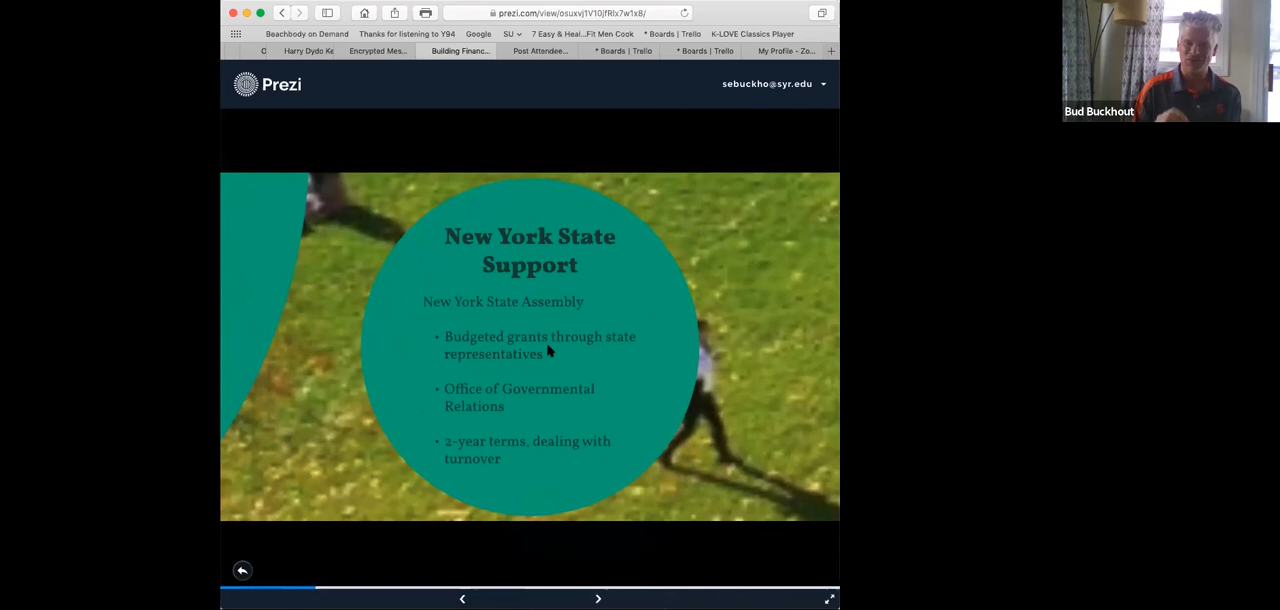 prezi.com/view/osuxvj1V10jfRlx7w1x8/
Beachbody on Demand Thanks for listening to Y94 Google SU 7 Easy & Heal...Fit Men Cook * Boards | Trello K-LOVE Classics Player
Harry Dydo Ke Encrypted Mes... Building Financ... Post Attendee... * Boards | Trello * Boards | Trello My Profile - Zo...
Prezi
sebuckho@syr.edu
Bud Buckhout
New York State
Support
New York State Assembly
• Budgeted grants through state
representatives
• Office of Governmental
Relations
• 2-year terms, dealing with
turnover